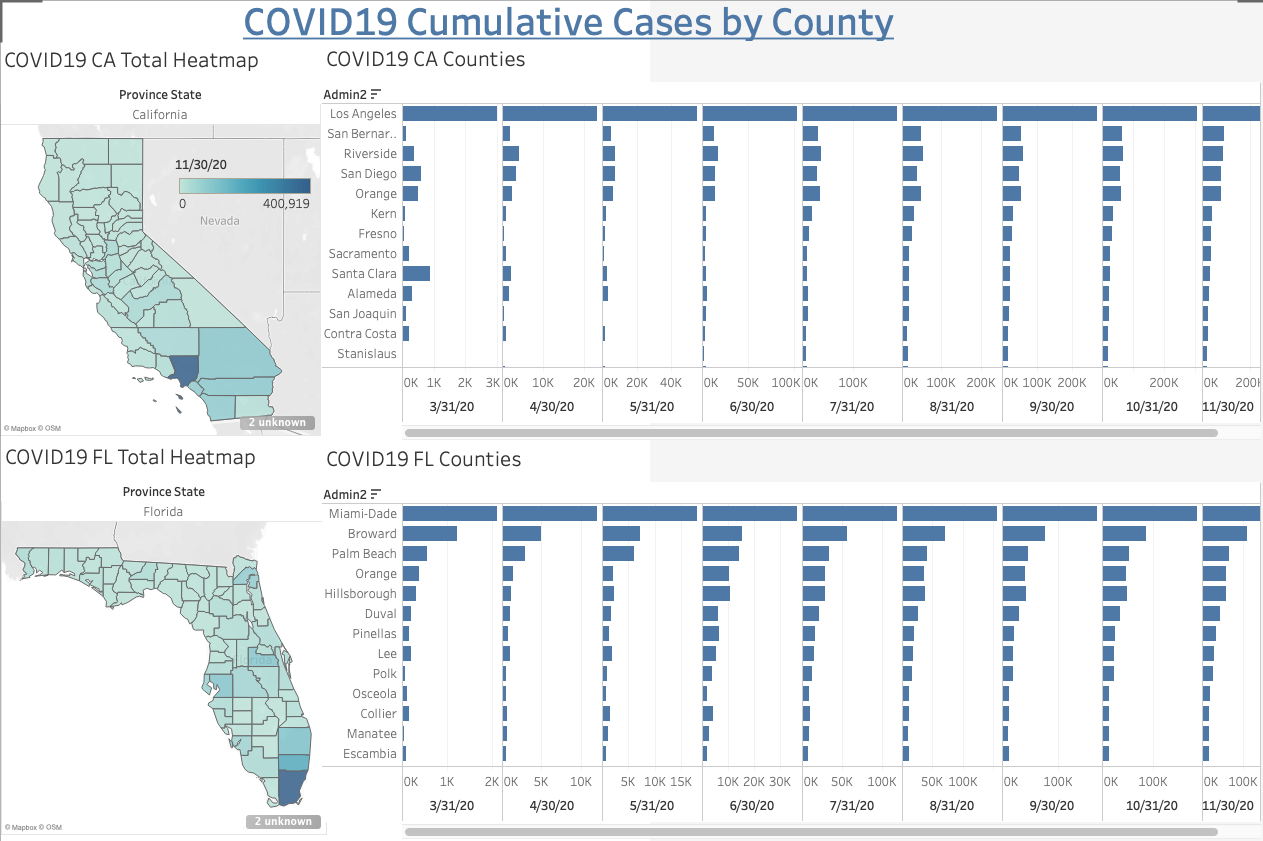 COVID19 Cumulative Cases by County
COVID19 CA Total Heatmap
Province State
California
11/30/20
0 400,919
Nevada
2 unknown
© Mapbox © OSM
COVID19 CA Counties
Admin2
Los Angeles
San Bernar..
Riverside
San Diego
Orange
Kern
Fresno
Sacramento
Santa Clara
Alameda
San Joaquin
Contra Costa
Stanislaus
0K 1K 2K 3K 0K 10K 20K 0K 20K 40K 0K 50K 100K 0K 100K 0K 100K 200K 0K 100K 200K 0K 200K 0K 200K
3/31/20 4/30/20 5/31/20 6/30/20 7/31/20 8/31/20 9/30/20 10/31/20 11/30/20
COVID19 FL Total Heatmap
Province State
Florida
2 unknown
© Mapbox © OSM
COVID19 FL Counties
Admin2
Miami-Dade
Broward
Palm Beach
Orange
Hillsborough
Duval
Pinellas
Lee
Polk
Osceola
Collier
Manatee
Escambia
0K 1K 2K 0K 5K 10K 5K 10K 15K 10K 20K 30K 0K 50K 100K 50K 100K 0K 100K 0K 100K 0K 100K
3/31/20 4/30/20 5/31/20 6/30/20 7/31/20 8/31/20 9/30/20 10/31/20 11/30/20